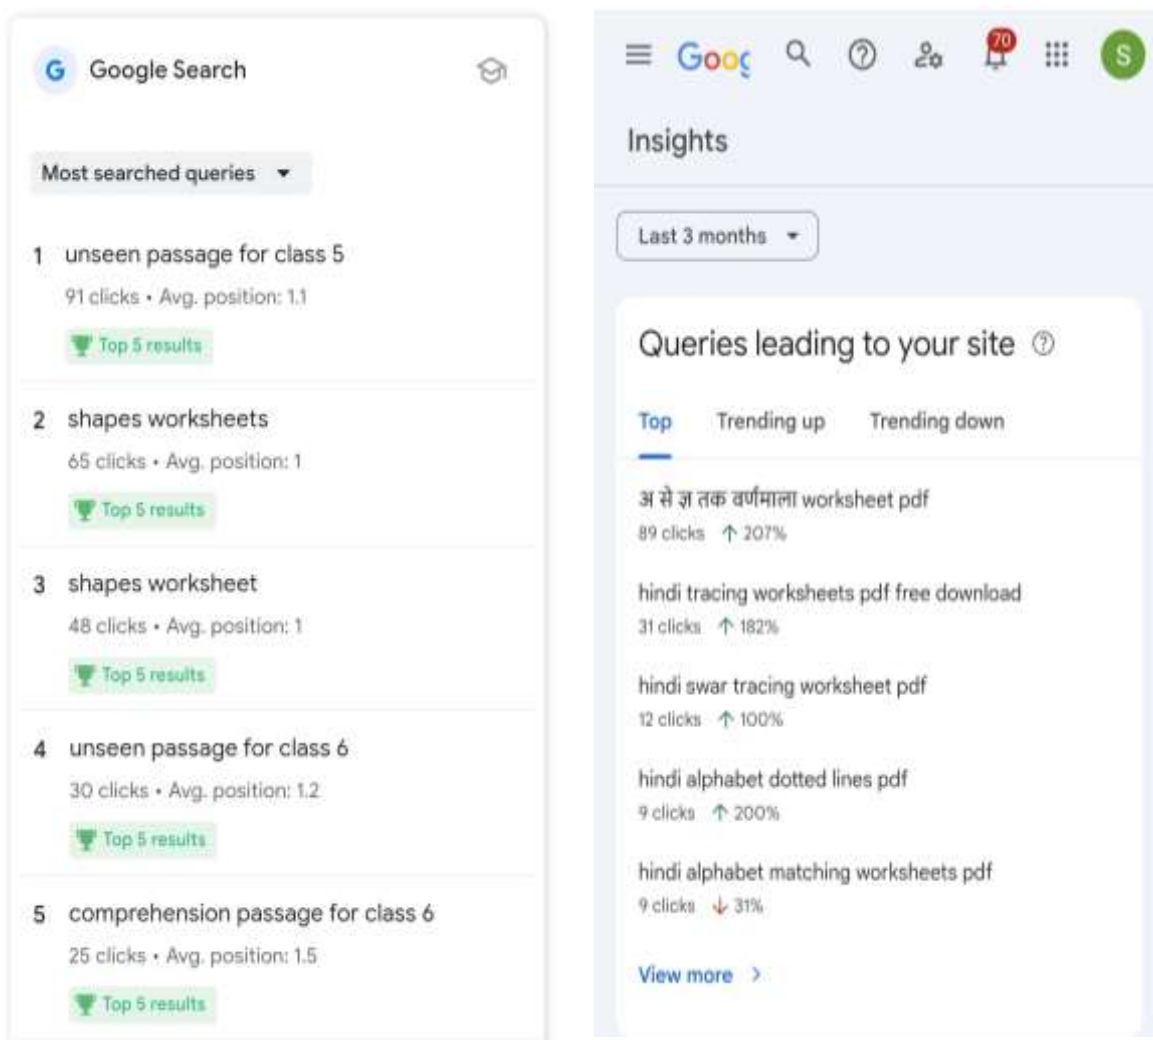 G Google Search
Most searched queries
1 unseen passage for class 5
91 clicks • Avg. position: 1.1
Top 5 results
2 shapes worksheets
65 clicks • Avg. position: 1
Top 5 results
3 shapes worksheet
48 clicks • Avg. position: 1
Top 5 results
4 unseen passage for class 6
30 clicks • Avg. position: 1.2
Top 5 results
5 comprehension passage for class 6
25 clicks • Avg. position: 1.5
Top 5 results
Goog 70 S
Insights
Last 3 months
Queries leading to your site
Top Trending up Trending down
अ से ज्ञ तक वर्णमाला worksheet pdf
89 clicks ↑ 207%
hindi tracing worksheets pdf free download
31 clicks ↑ 182%
hindi swar tracing worksheet pdf
12 clicks ↑ 100%
hindi alphabet dotted lines pdf
9 clicks ↑ 200%
hindi alphabet matching worksheets pdf
9 clicks ↓ 31%
View more >